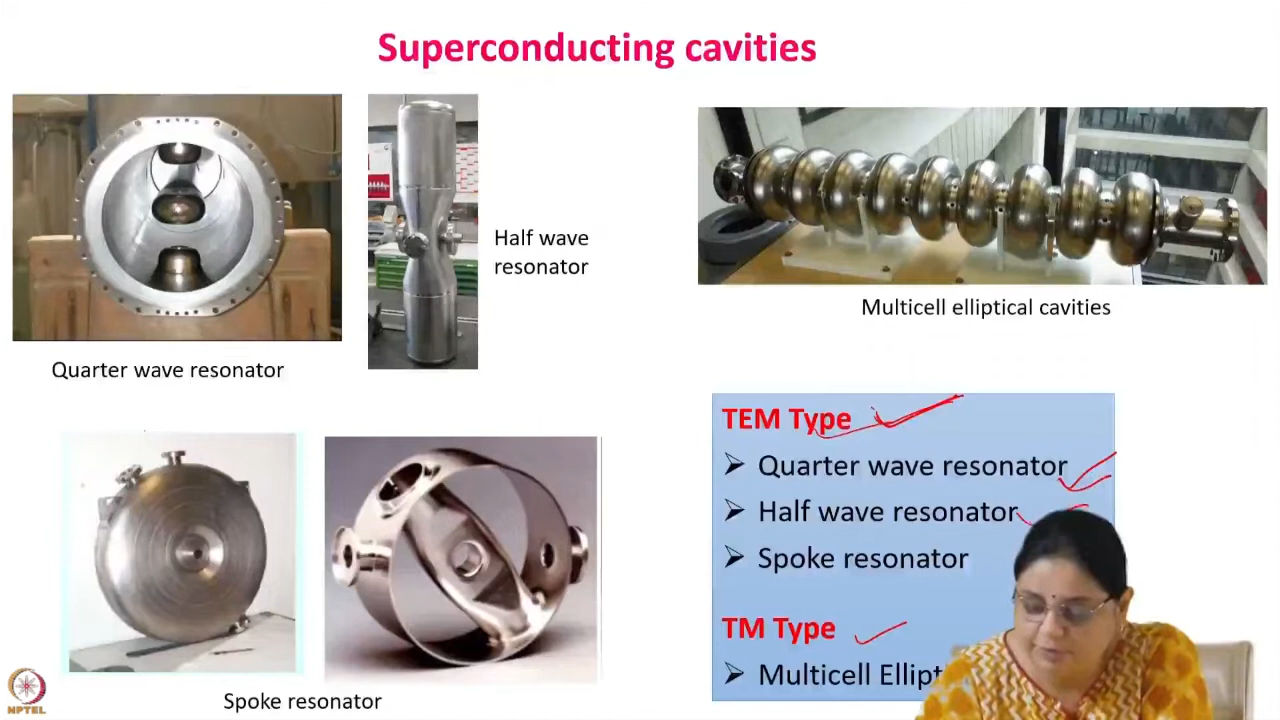 Superconducting cavities
Half wave
resonator
Quarter wave resonator
Multicell elliptical cavities
TEM Type
➢ Quarter wave resonator
➢ Half wave resonator
➢ Spoke resonator
TM Type
➢ Multicell
Spoke resonator
NPTEL